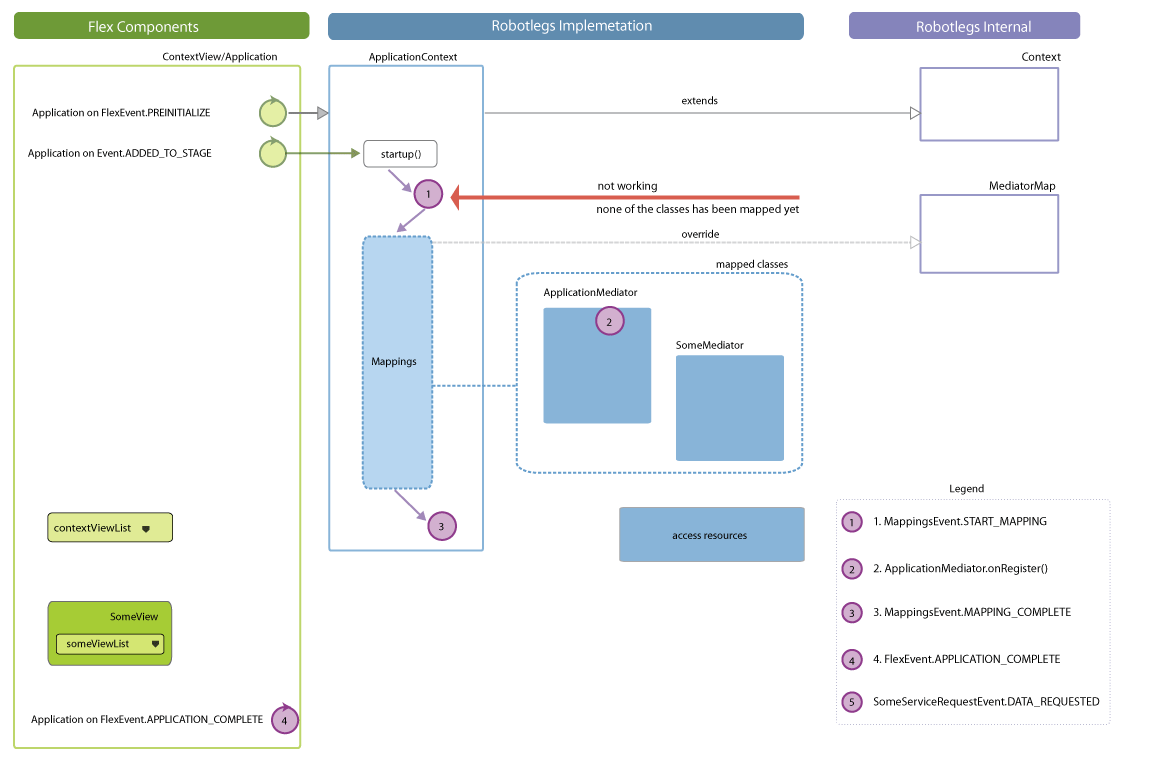 Flex Components
Robotlegs Implemetation
Robotlegs Internal
ContextView/Application
ApplicationContext
Context
Application on FlexEvent.PREINITIALIZE
extends
Application on Event.ADDED_TO_STAGE
startup()
1
not working
none of the classes has been mapped yet
MediatorMap
override
mapped classes
ApplicationMediator
2
SomeMediator
Mappings
3
access resources
contextViewList
SomeView
someViewList
Application on FlexEvent.APPLICATION_COMPLETE
4
Legend
1 1. MappingsEvent.START_MAPPING
2 2. ApplicationMediator.onRegister()
3 3. MappingsEvent.MAPPING_COMPLETE
4 4. FlexEvent.APPLICATION_COMPLETE
5 SomeServiceRequestEvent.DATA_REQUESTED